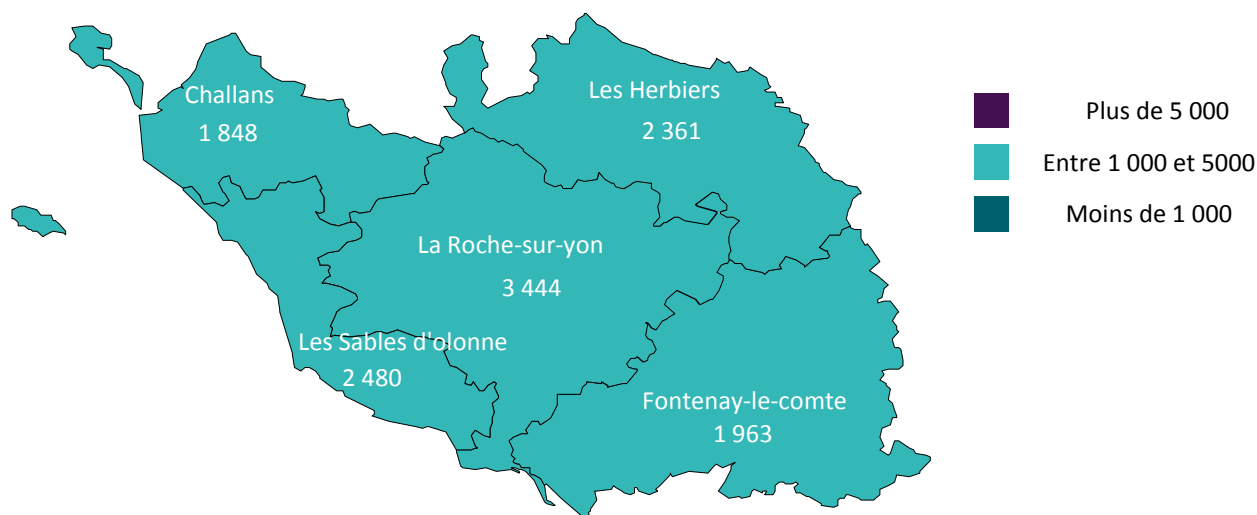 Challans
1 848
Les Herbiers
2 361
La Roche-sur-yon
3 444
Les Sables d'olonne
2 480
Fontenay-le-comte
1 963
Plus de 5 000
Entre 1 000 et 5000
Moins de 1 000